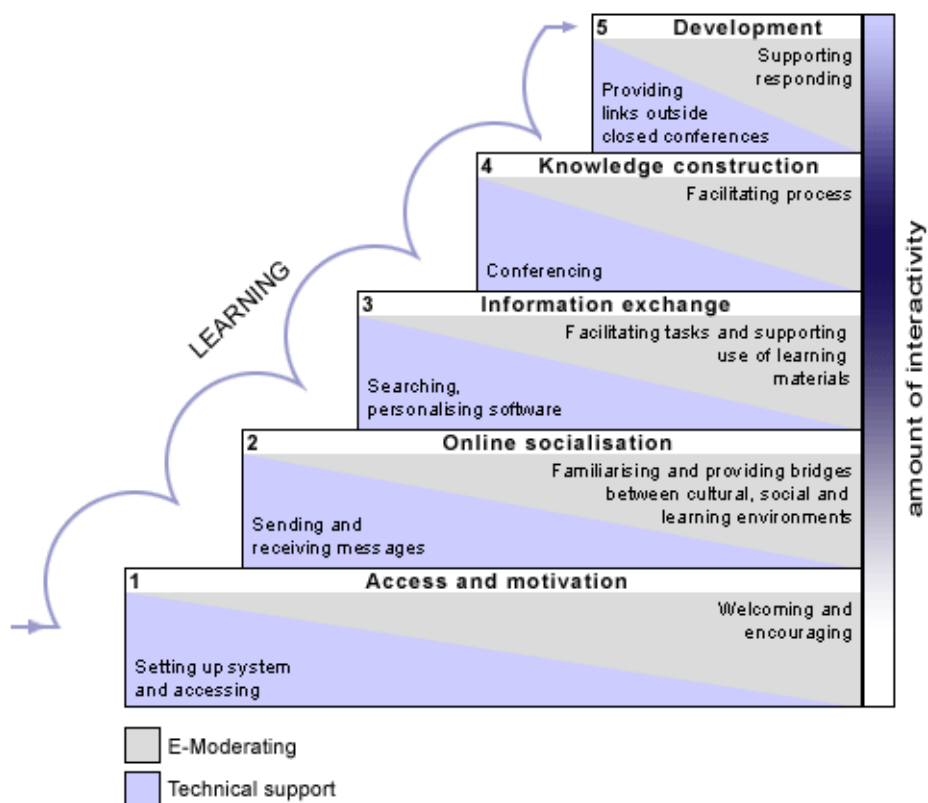 5 Development
Supporting
responding
Providing
links outside
closed conferences
4 Knowledge construction
Facilitating process
Conferencing
3 Information exchange
Facilitating tasks and supporting
use of learning
materials
Searching,
personalising software
2 Online socialisation
Familiarising and providing bridges
between cultural, social and
learning environments
Sending and
receiving messages
1 Access and motivation
Welcoming and
encouraging
Setting up system
and accessing
LEARNING
amount of interactivity
E-Moderating
Technical support